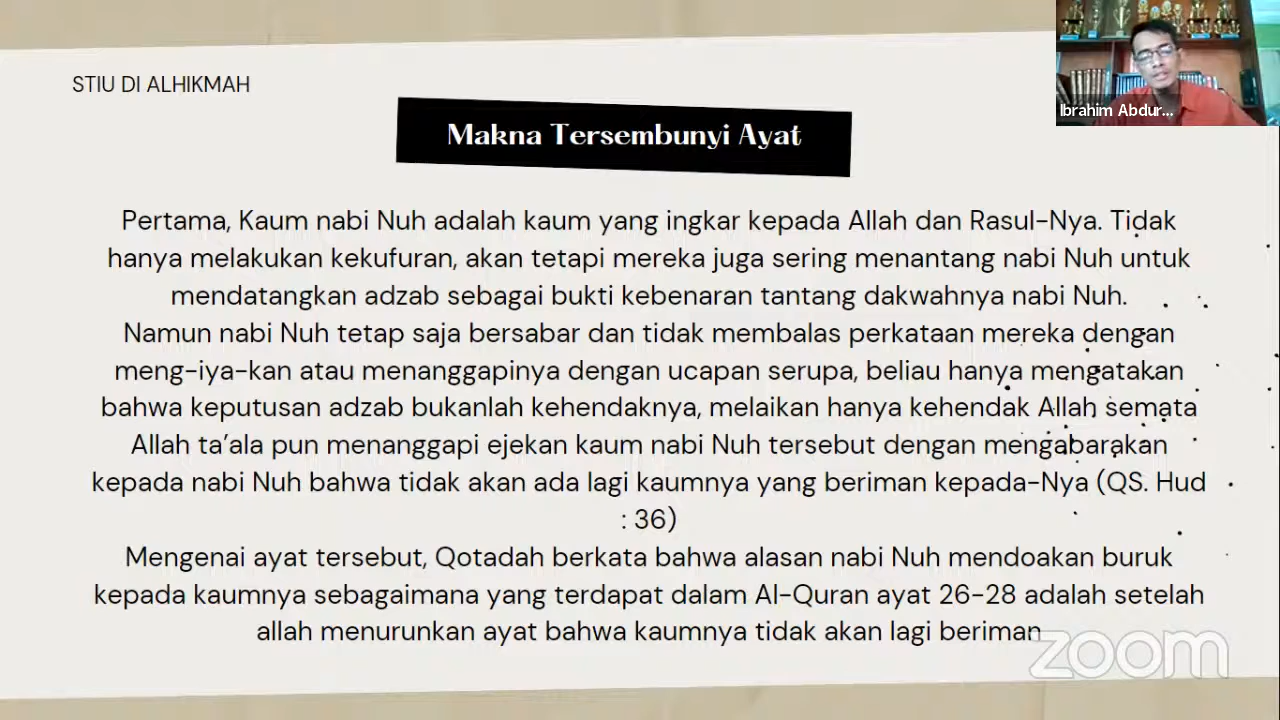 STIU DI ALHIKMAH
Ibrahim Abdur...
Makna Tersembunyi Ayat
Pertama, Kaum nabi Nuh adalah kaum yang ingkar kepada Allah dan Rasul-Nya. Tidak
hanya melakukan kekufuran, akan tetapi mereka juga sering menantang nabi Nuh untuk
mendatangkan adzab sebagai bukti kebenaran tantang dakwahnya nabi Nuh.
Namun nabi Nuh tetap saja bersabar dan tidak membalas perkataan mereka dengan
meng-iya-kan atau menanggapinya dengan ucapan serupa, beliau hanya mengatakan
bahwa keputusan adzab bukanlah kehendaknya, melaikan hanya kehendak Allah semata
Allah ta’ala pun menanggapi ejekan kaum nabi Nuh tersebut dengan mengabarakan
kepada nabi Nuh bahwa tidak akan ada lagi kaumnya yang beriman kepada-Nya (QS. Hud
: 36)
Mengenai ayat tersebut, Qotadah berkata bahwa alasan nabi Nuh mendoakan buruk
kepada kaumnya sebagaimana yang terdapat dalam Al-Quran ayat 26-28 adalah setelah
allah menurunkan ayat bahwa kaumnya tidak akan lagi beriman
zoom